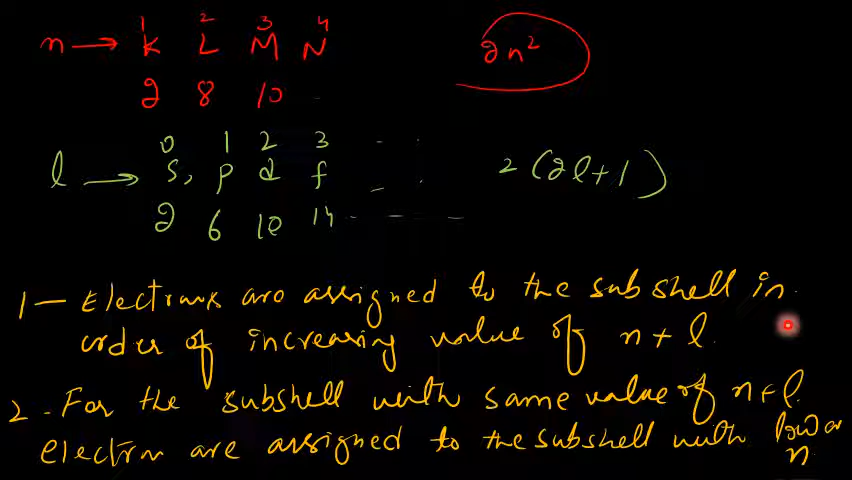 1 2 3 4
n → K L M N
2 8 10
2n²
0 1 2 3
l → s, p d f
2 6 10 14
2(2l+1)
1 - Electrons are assigned to the subshell in
order of increasing value of n + l.
2. For the subshell with same value of n+l.
electron are assigned to the subshell with lower
n.